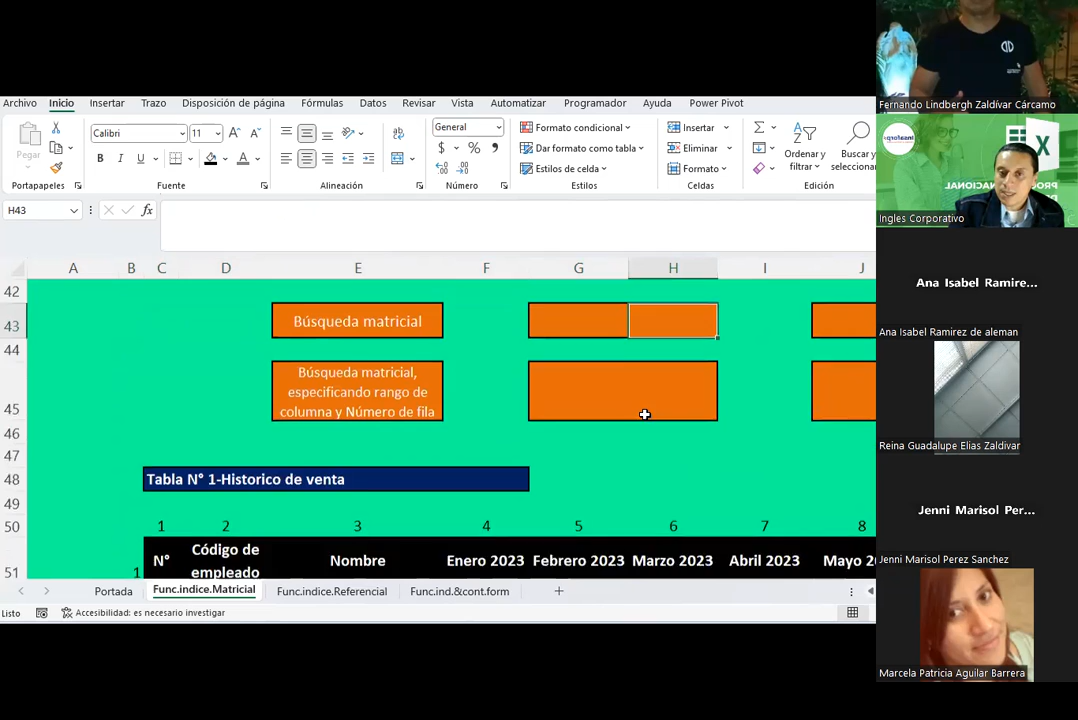 Archivo Inicio Insertar Trazo Disposición de página Fórmulas Datos Revisar Vista Automatizar Programador Ayuda Power Pivot
Pegar
Portapapeles
Calibri 11
N K S
Fuente
Alineación
General
$ % 
Número
Formato condicional
Dar formato como tabla
Estilos de celda
Estilos
Insertar
Eliminar
Formato
Celdas
Ordenar y
filtrar
Buscar y
seleccionar
Edición
H43
fx
A B C D E F G H I J
42
43
Búsqueda matricial
44
45
Búsqueda matricial,
especificando rango de
columna y Número de fila
46
47
48
Tabla N° 1-Historico de venta
49
50
1 2 3 4 5 6 7 8
51
1
N°
Código de
empleado
Nombre
Enero 2023
Febrero 2023
Marzo 2023
Abril 2023
Mayo 2
Portada Func.indice.Matricial Func.indice.Referencial Func.ind.&cont.form
Listo
Accesibilidad: es necesario investigar
Fernando Lindbergh Zaldívar Cárcamo
Ingles Corporativo
Ana Isabel Ramire...
Ana Isabel Ramirez de aleman
Reina Guadalupe Elias Zaldivar
Jenni Marisol Per...
Jenni Marisol Perez Sanchez
Marcela Patricia Aguilar Barrera